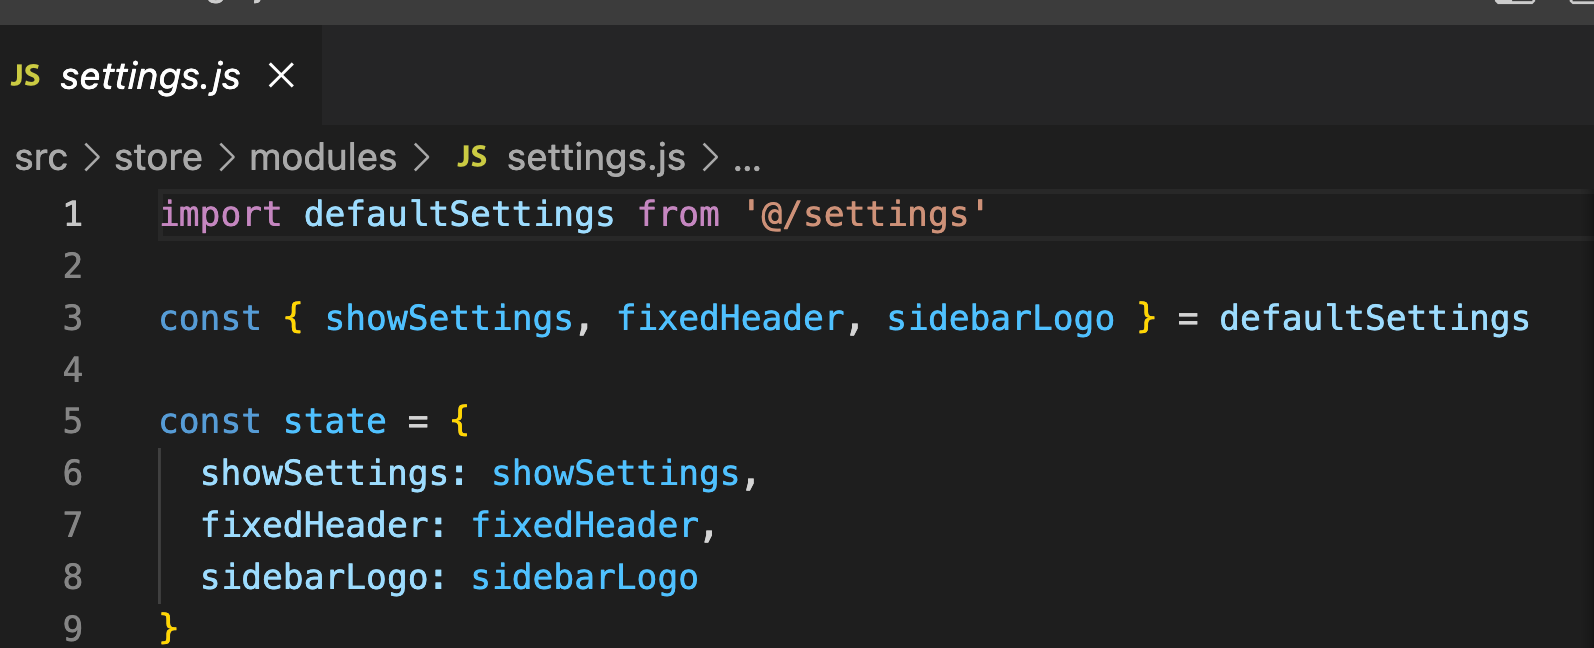 JS settings.js ×
src > store > modules > JS settings.js > ...
1 import defaultSettings from '@/settings'
2
3 const { showSettings, fixedHeader, sidebarLogo } = defaultSettings
4
5 const state = {
6 showSettings: showSettings,
7 fixedHeader: fixedHeader,
8 sidebarLogo: sidebarLogo
9 }